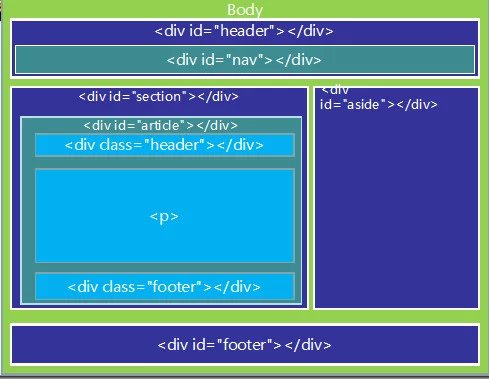 Body
<div id="header"></div>
<div id="nav"></div>
<div id="section"></div>
<div id="article"></div>
<div class="header"></div>
<p>
<div class="footer"></div>
<div
id="aside"></div>
<div id="footer"></div>